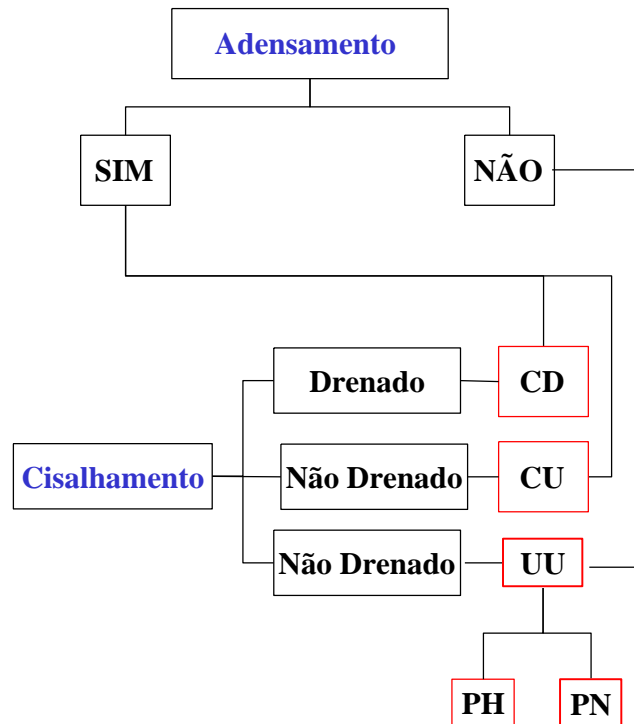 Adensamento
SIM
NÃO
Drenado
CD
Cisalhamento
Não Drenado
CU
Não Drenado
UU
PH
PN